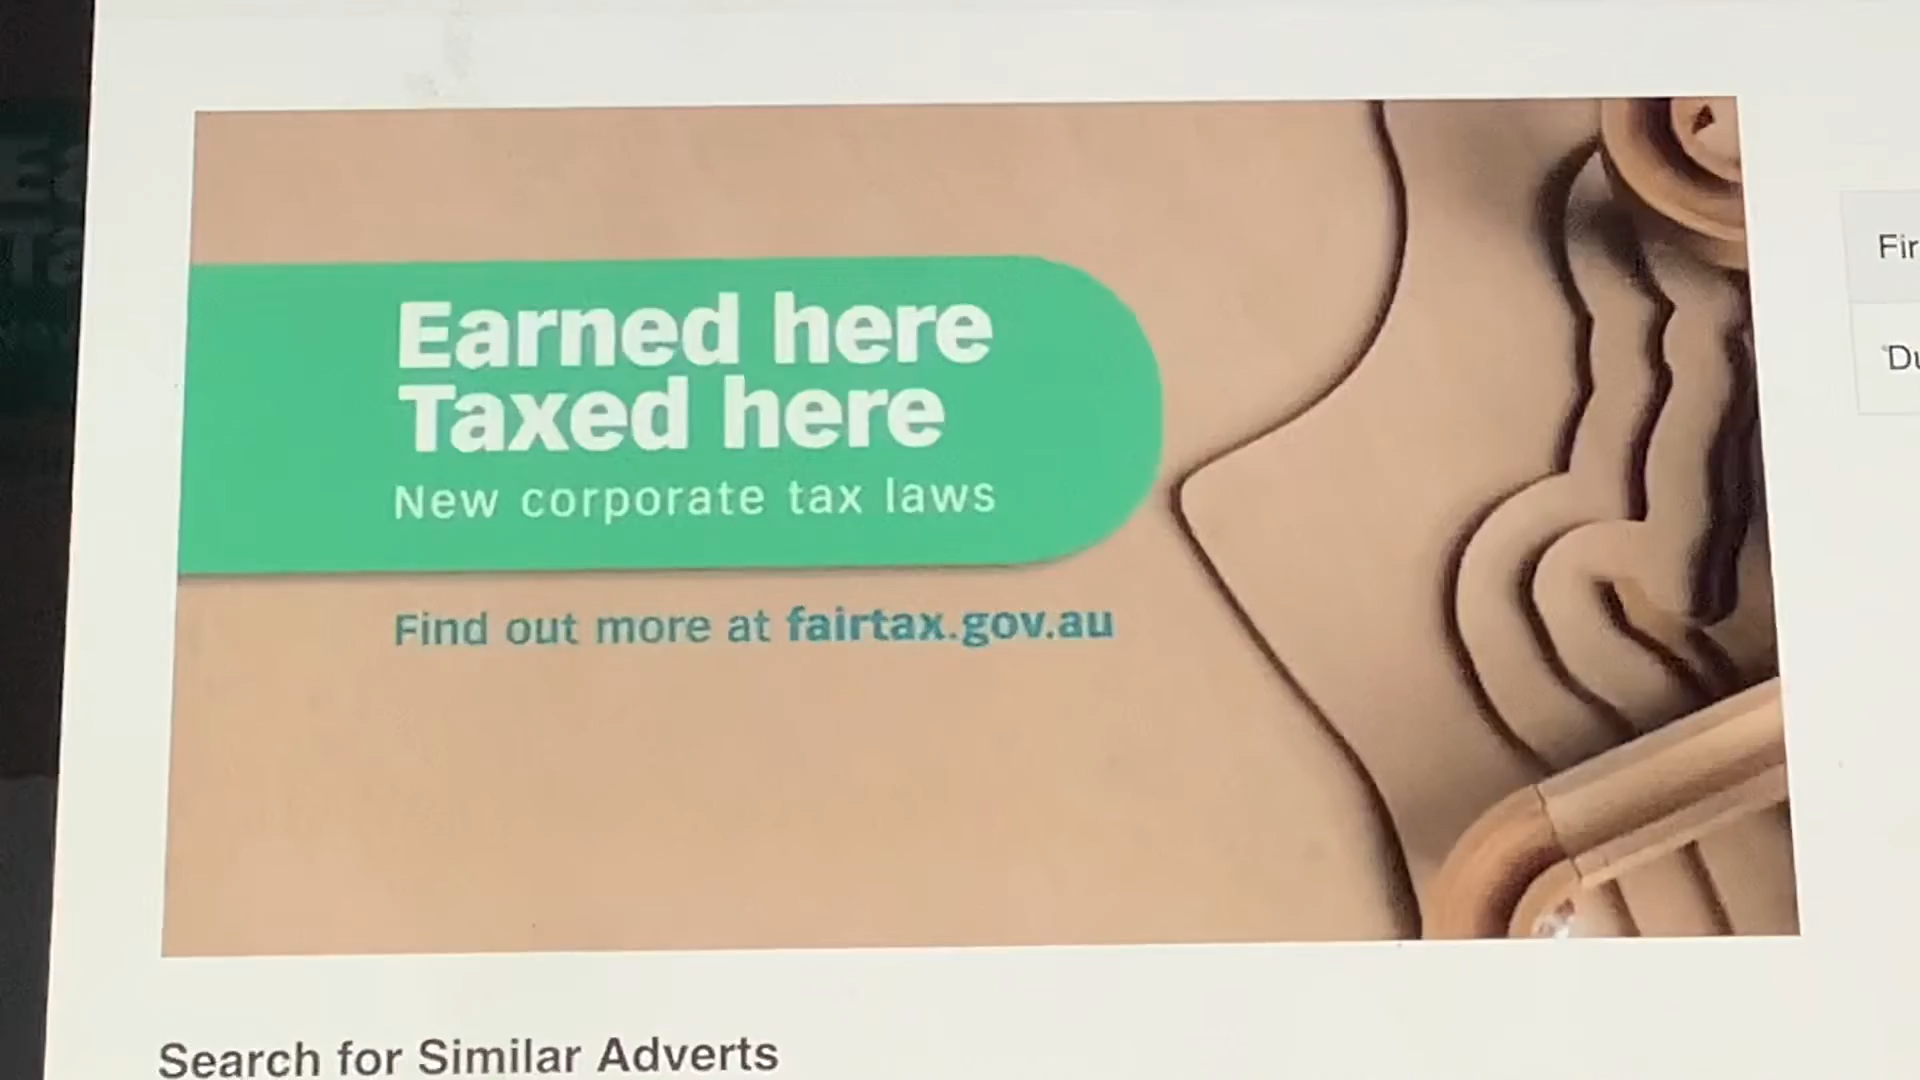 Earned here
Taxed here
New corporate tax laws
Find out more at fairtax.gov.au
Search for Similar Adverts